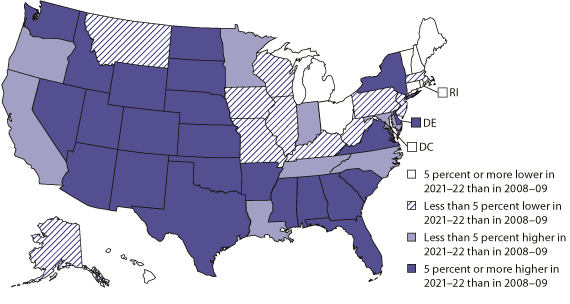 RI
DE
DC
5 percent or more lower in
2021–22 than in 2008–09
Less than 5 percent lower in
2021–22 than in 2008–09
Less than 5 percent higher in
2021–22 than in 2008–09
5 percent or more higher in
2021–22 than in 2008–09